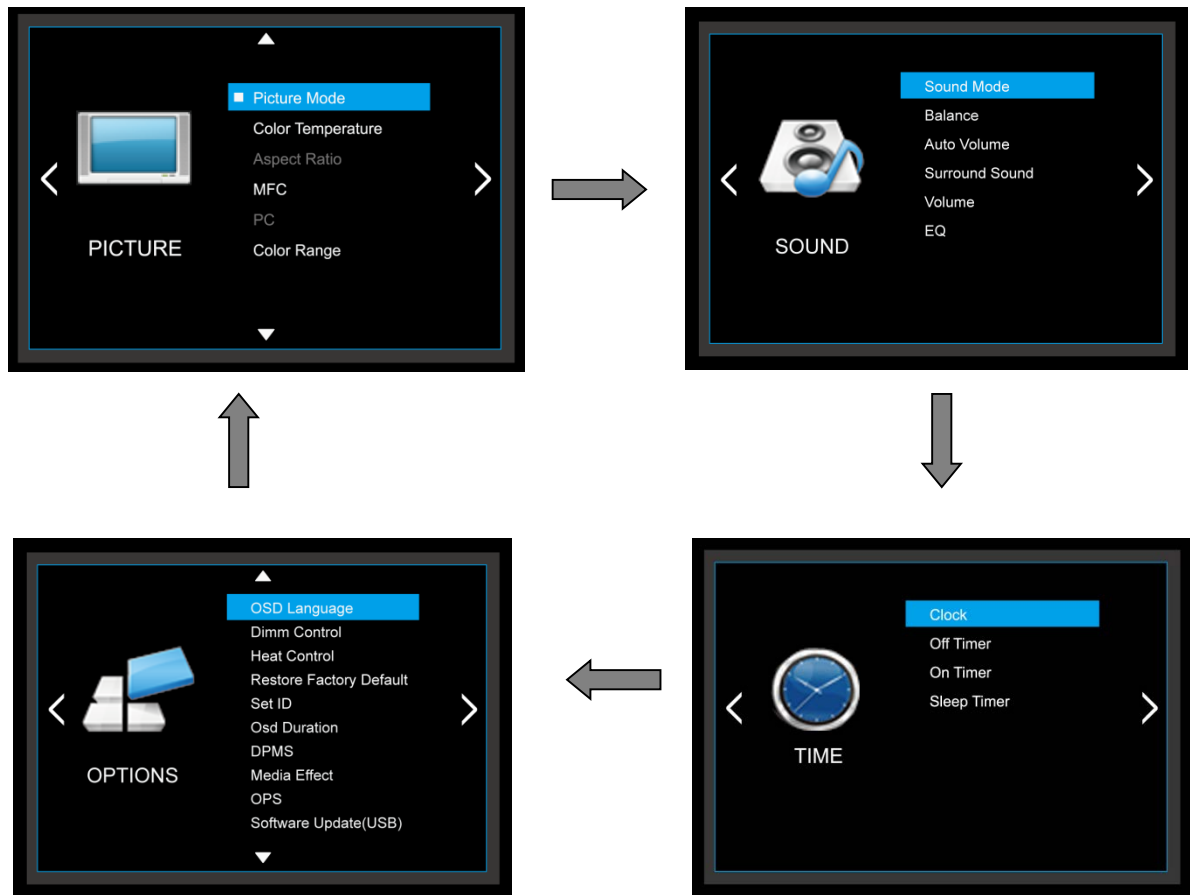 PICTURE
Picture Mode
Color Temperature
Aspect Ratio
MFC
PC
Color Range
SOUND
Sound Mode
Balance
Auto Volume
Surround Sound
Volume
EQ
OPTIONS
OSD Language
Dimm Control
Heat Control
Restore Factory Default
Set ID
Osd Duration
DPMS
Media Effect
OPS
Software Update(USB)
TIME
Clock
Off Timer
On Timer
Sleep Timer